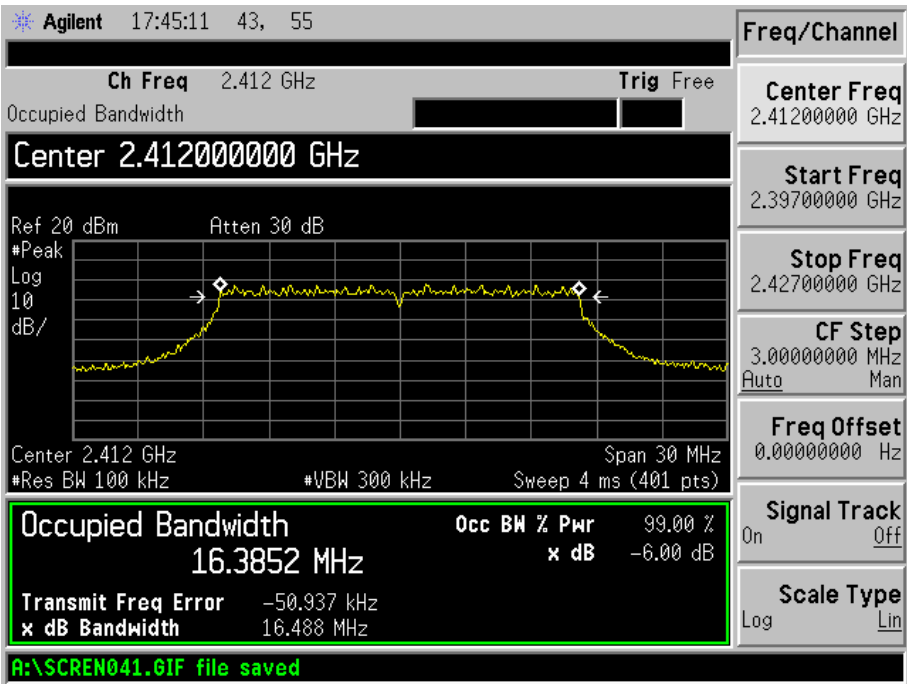 Agilent 17:45:11 43, 55
Ch Freq 2.412 GHz Trig Free
Occupied Bandwidth
Center 2.412000000 GHz
Ref 20 dBm Atten 30 dB
#Peak
Log
10
dB/
Center 2.412 GHz Span 30 MHz
#Res BW 100 kHz #VBW 300 kHz Sweep 4 ms (401 pts)
Occupied Bandwidth Occ BW % Pwr 99.00 %
16.3852 MHz x dB -6.00 dB
Transmit Freq Error -50.937 kHz
x dB Bandwidth 16.488 MHz
A:\SCREN041.GIF file saved
Freq/Channel
Center Freq
2.41200000 GHz
Start Freq
2.39700000 GHz
Stop Freq
2.42700000 GHz
CF Step
3.00000000 MHz
Auto Man
Freq Offset
0.00000000 Hz
Signal Track
On Off
Scale Type
Log Lin